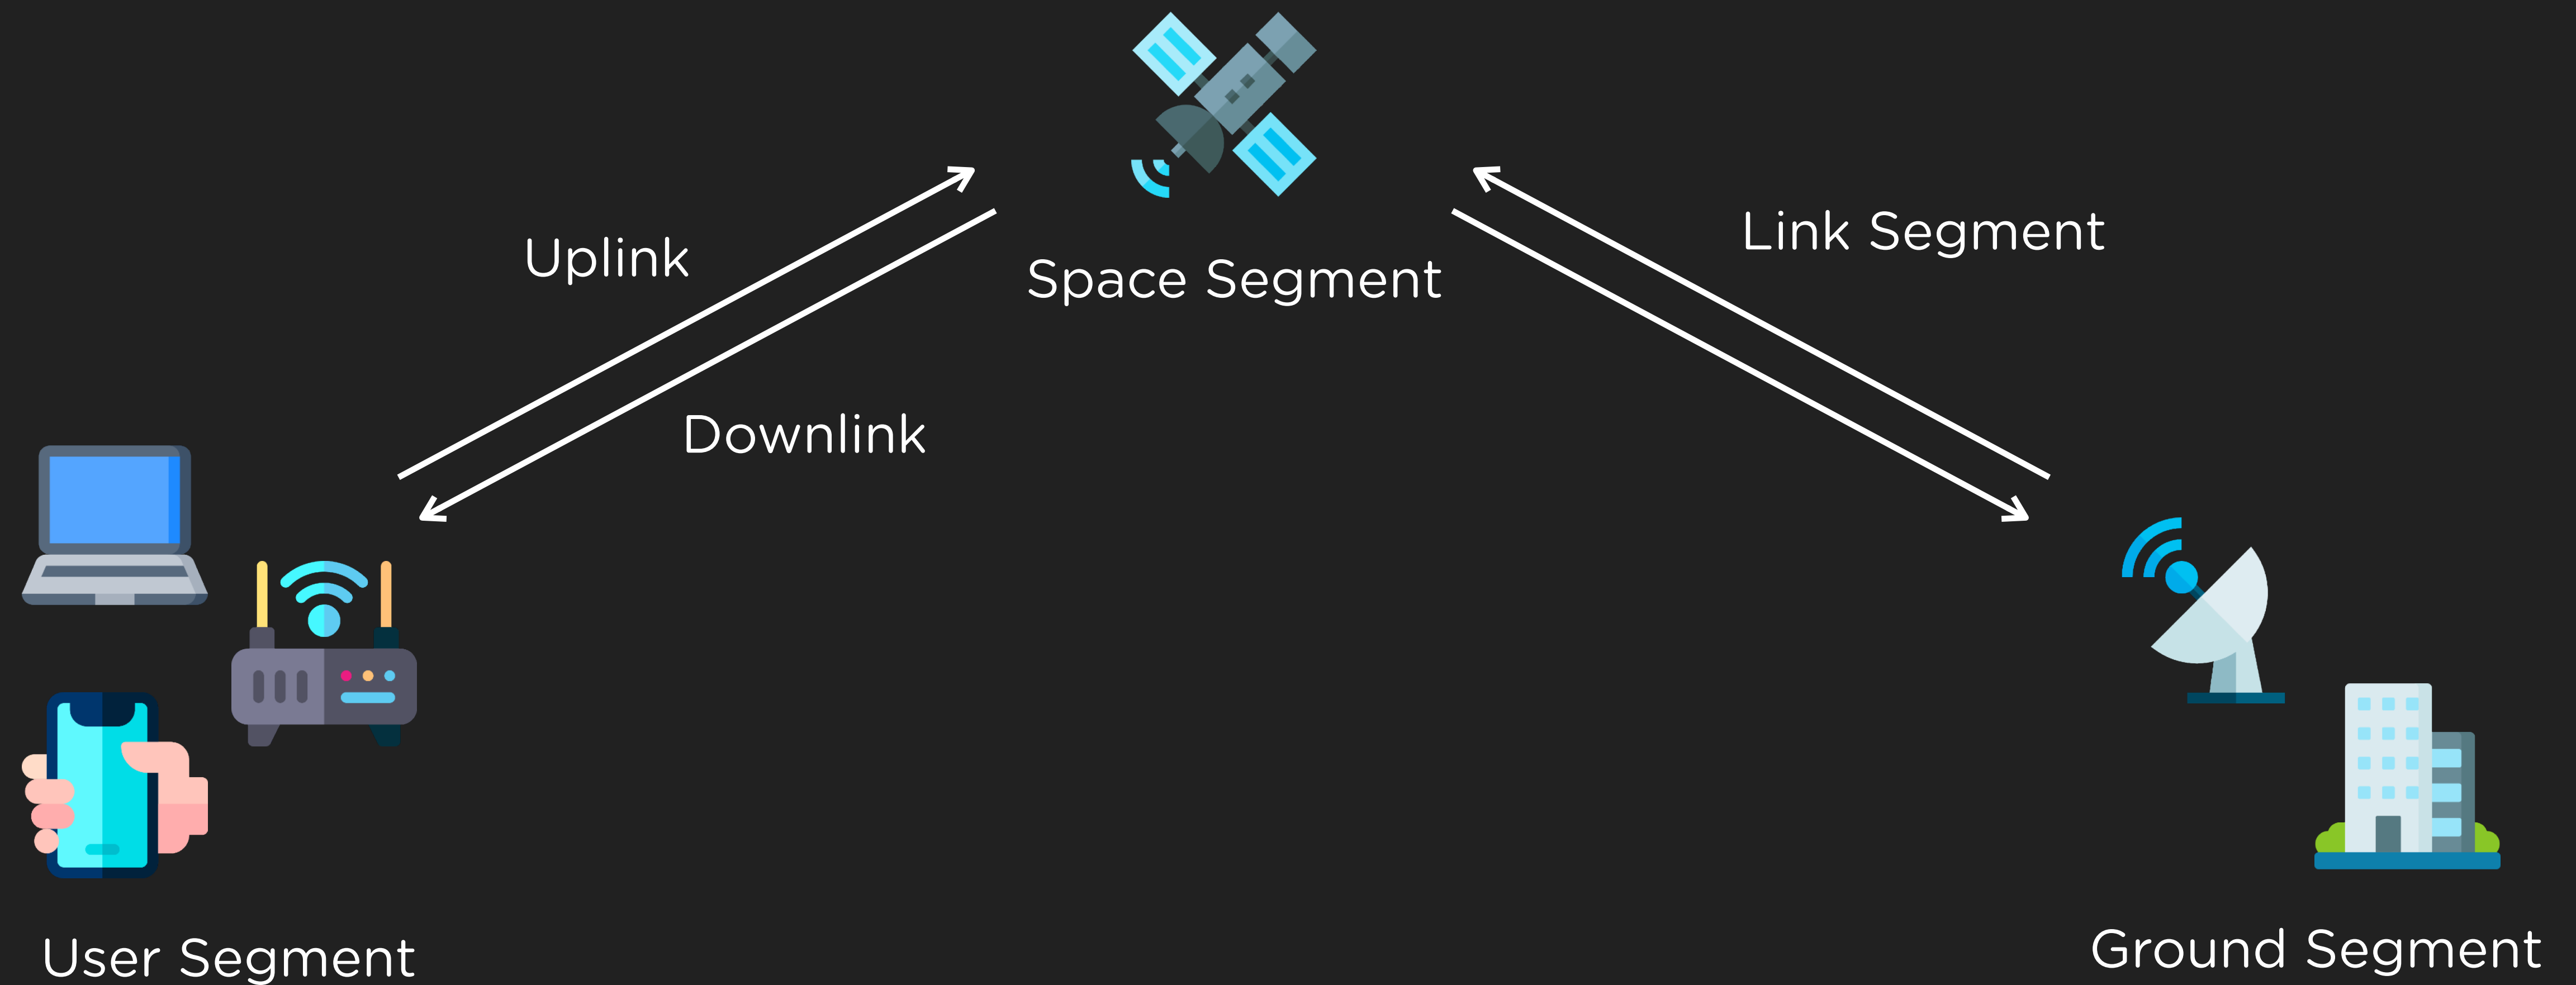 Link Segment
Uplink
Space Segment
Downlink
User Segment
Ground Segment